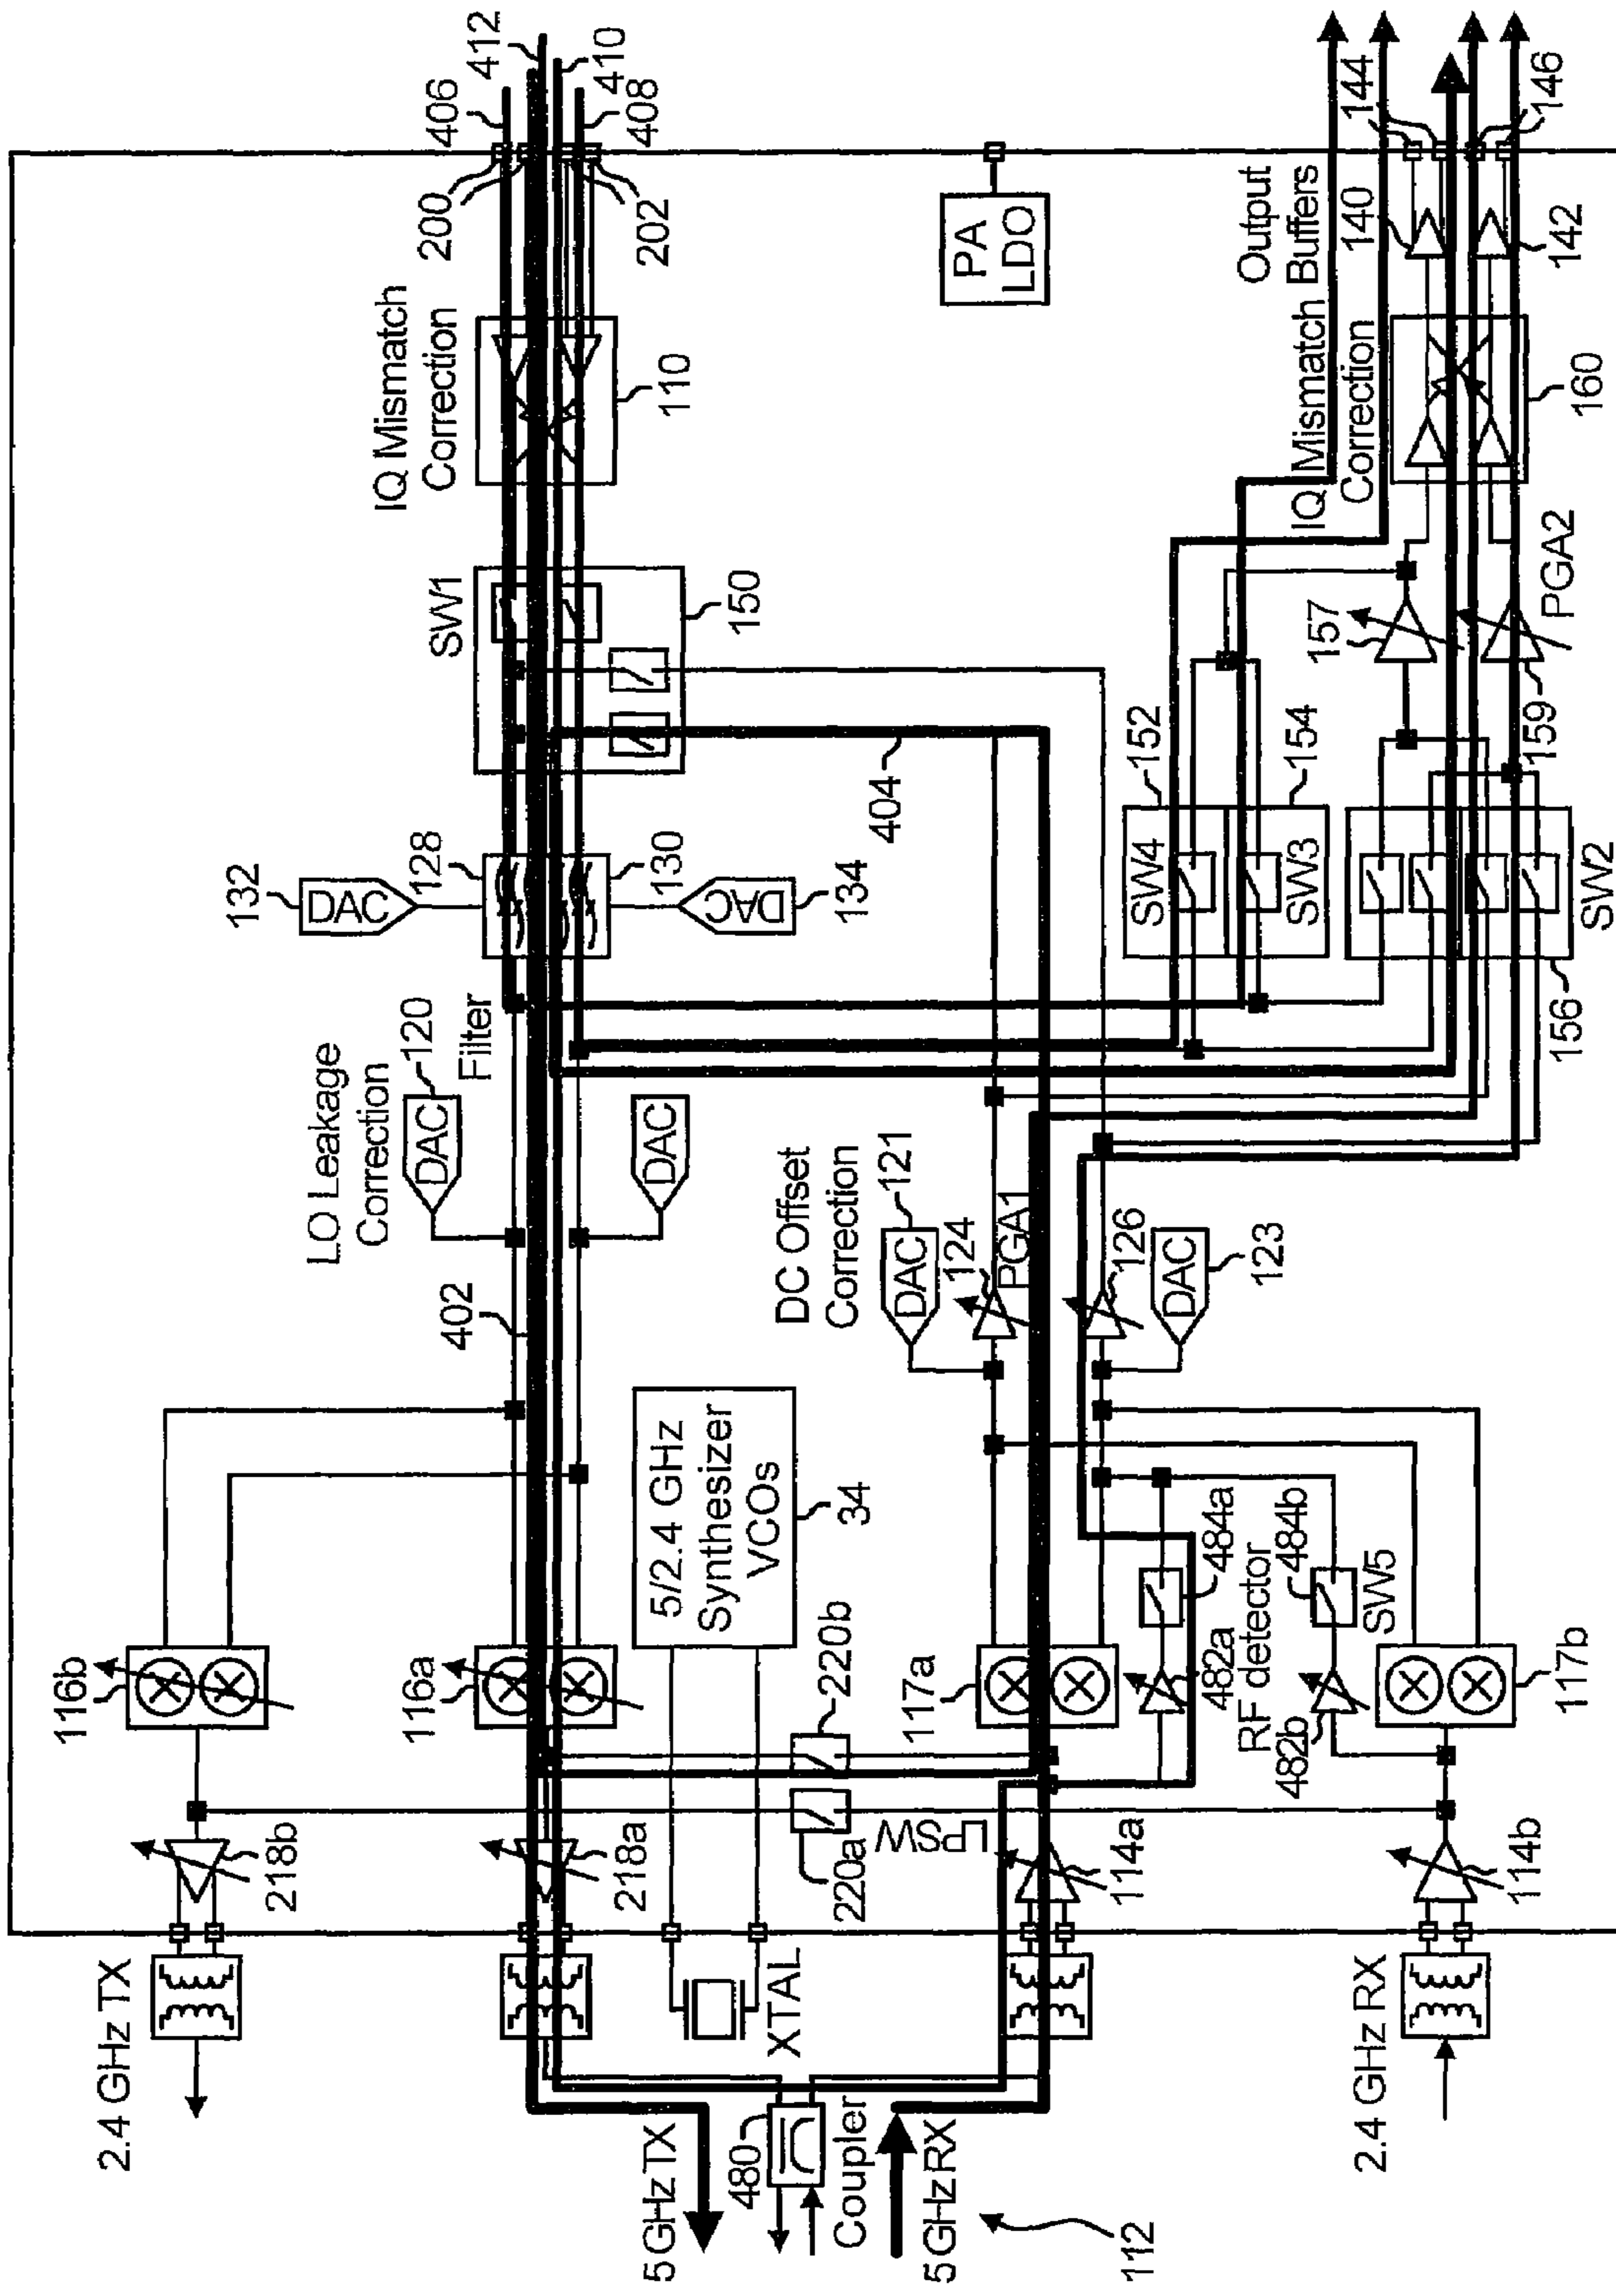 2.4 GHz TX
218b
116b
5 GHz TX
218a
116a
402
LO Leakage
Correction
DAC
120
DAC
Filter
132
DAC
128
130
DAC
134
SW1
150
404
IQ Mismatch
Correction
110
200
202
406
412
410
408
480
Coupler
XTAL
5/2.4 GHz
Synthesizer
VCOs
34
220a
220b
LPSW
PA
LDO
5 GHz RX
112
114a
117a
DC Offset
Correction
DAC
121
124
PGA1
126
DAC
123
482a
484a
RF detector
482b
484b
SW5
2.4 GHz RX
114b
117b
SW4
152
SW3
154
156
SW2
157
159
PGA2
IQ Mismatch
Correction
160
Output
Buffers
140
142
144
146